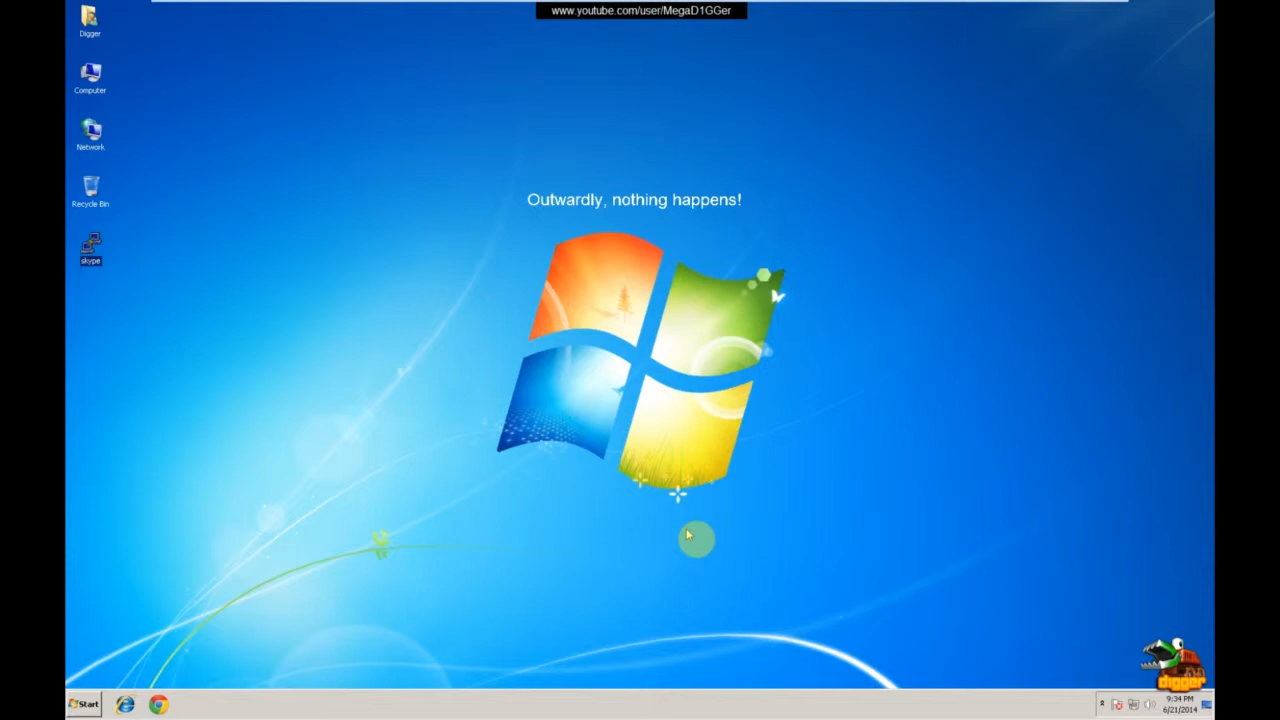 www.youtube.com/user/MegaD1GGer
Digger
Computer
Network
Recycle Bin
skype
Outwardly, nothing happens!
Start
9:34 PM
6/21/2014
digger